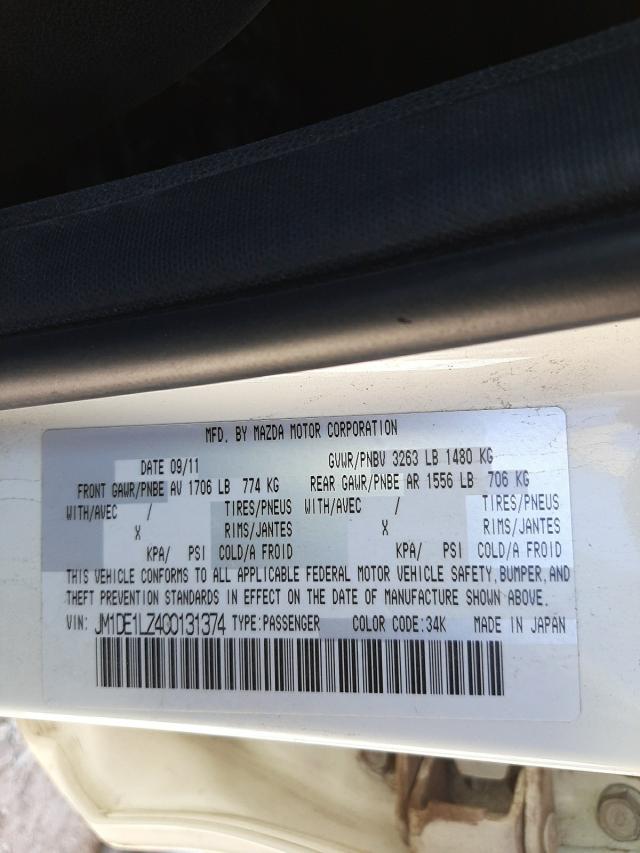 MFD. BY MAZDA MOTOR CORPORATION
DATE 09/11 GVWR/PNBV 3263 LB 1480 KG
FRONT GAWR/PNBE AV 1706 LB 774 KG REAR GAWR/PNBE AR 1556 LB 706 KG
WITH/AVEC / TIRES/PNEUS WITH/AVEC / TIRES/PNEUS
X RIMS/JANTES X RIMS/JANTES
KPA/ PSI COLD/A FROID KPA/ PSI COLD/A FROID
THIS VEHICLE CONFORMS TO ALL APPLICABLE FEDERAL MOTOR VEHICLE SAFETY,BUMPER,AND
THEFT PREVENTION STANDARDS IN EFFECT ON THE DATE OF MANUFACTURE SHOWN ABOVE.
VIN: JM1DE1LZ4C0131374 TYPE:PASSENGER COLOR CODE:34K MADE IN JAPAN